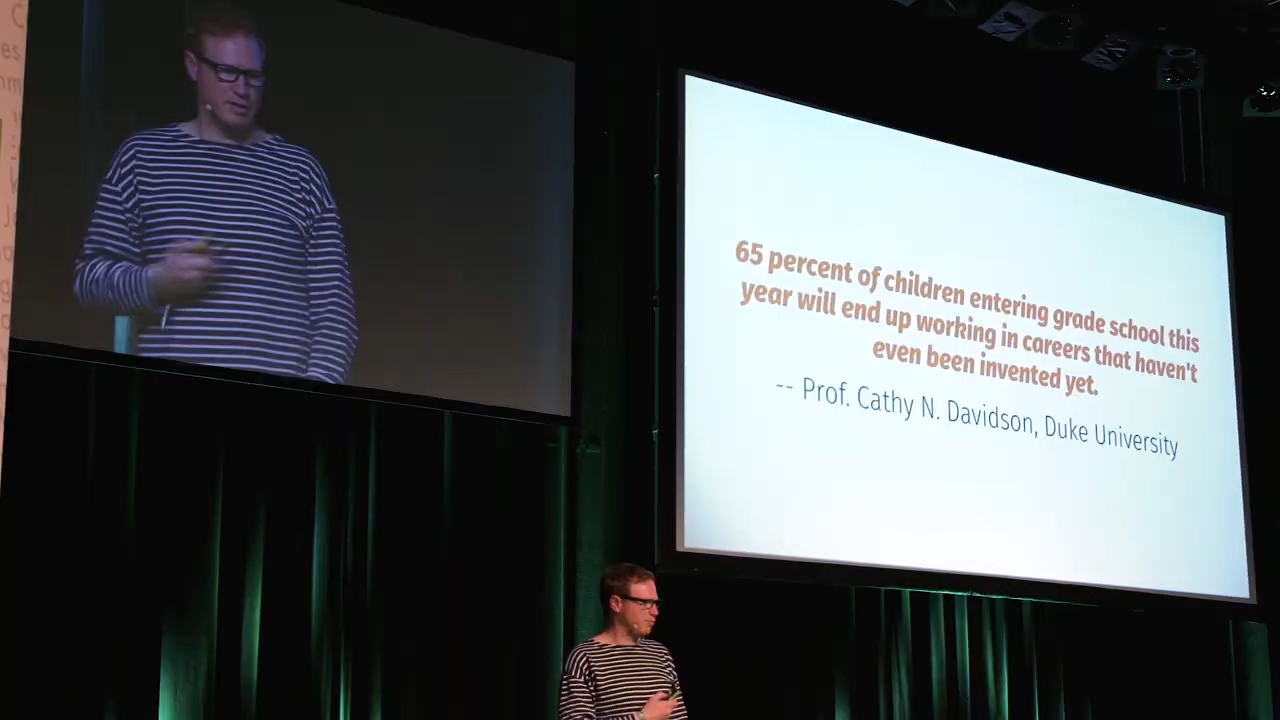 65 percent of children entering grade school this
year will end up working in careers that haven't
even been invented yet.
-- Prof. Cathy N. Davidson, Duke University